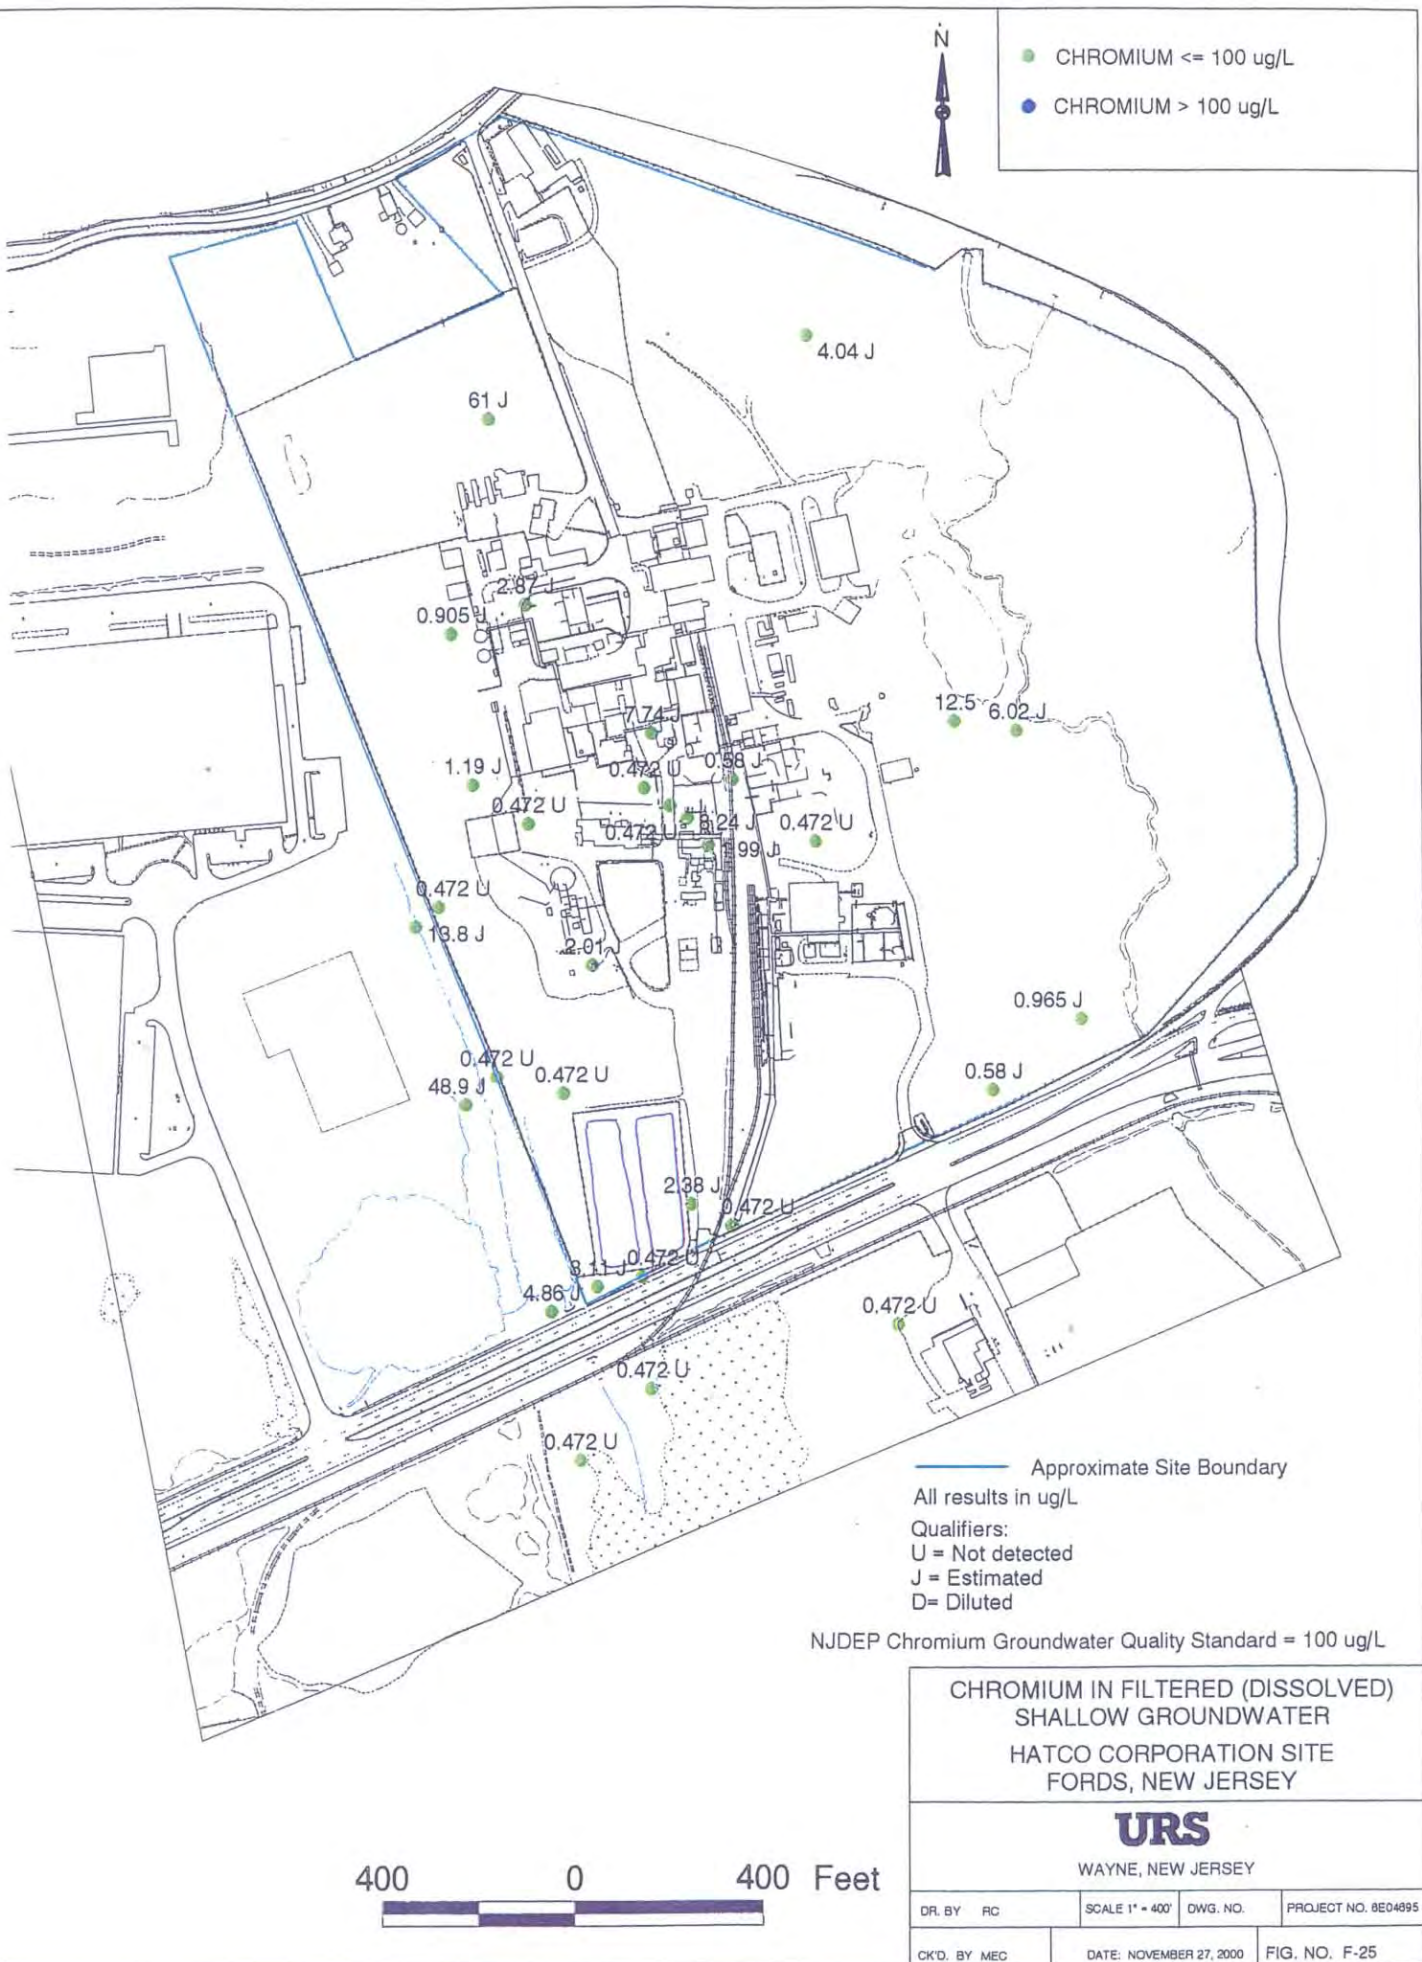 N
CHROMIUM <= 100 ug/L
CHROMIUM > 100 ug/L
4.04 J
61 J
2.87 J
0.905 J
12.5
6.02 J
7.74 J
0.58 J
1.19 J
0.472 U
0.472 U
0.472 U
0.472 U
99 J
0.472 U
13.8 J
2.01 J
0.965 J
0.472 U
0.472 U
0.58 J
48.9 J
2.38 J
0.472 U
0.472 U
4.86 J
0.472 U
0.472 U
0.472 U
Approximate Site Boundary
All results in ug/L
Qualifiers:
U = Not detected
J = Estimated
D= Diluted
NJDEP Chromium Groundwater Quality Standard = 100 ug/L
CHROMIUM IN FILTERED (DISSOLVED)
SHALLOW GROUNDWATER
HATCO CORPORATION SITE
FORDS, NEW JERSEY
URS
WAYNE, NEW JERSEY
400 0 400 Feet
DR. BY RC
SCALE 1" = 400'
DWG. NO.
PROJECT NO. 8E04695
CK'D. BY MEC
DATE: NOVEMBER 27, 2000
FIG. NO. F-25